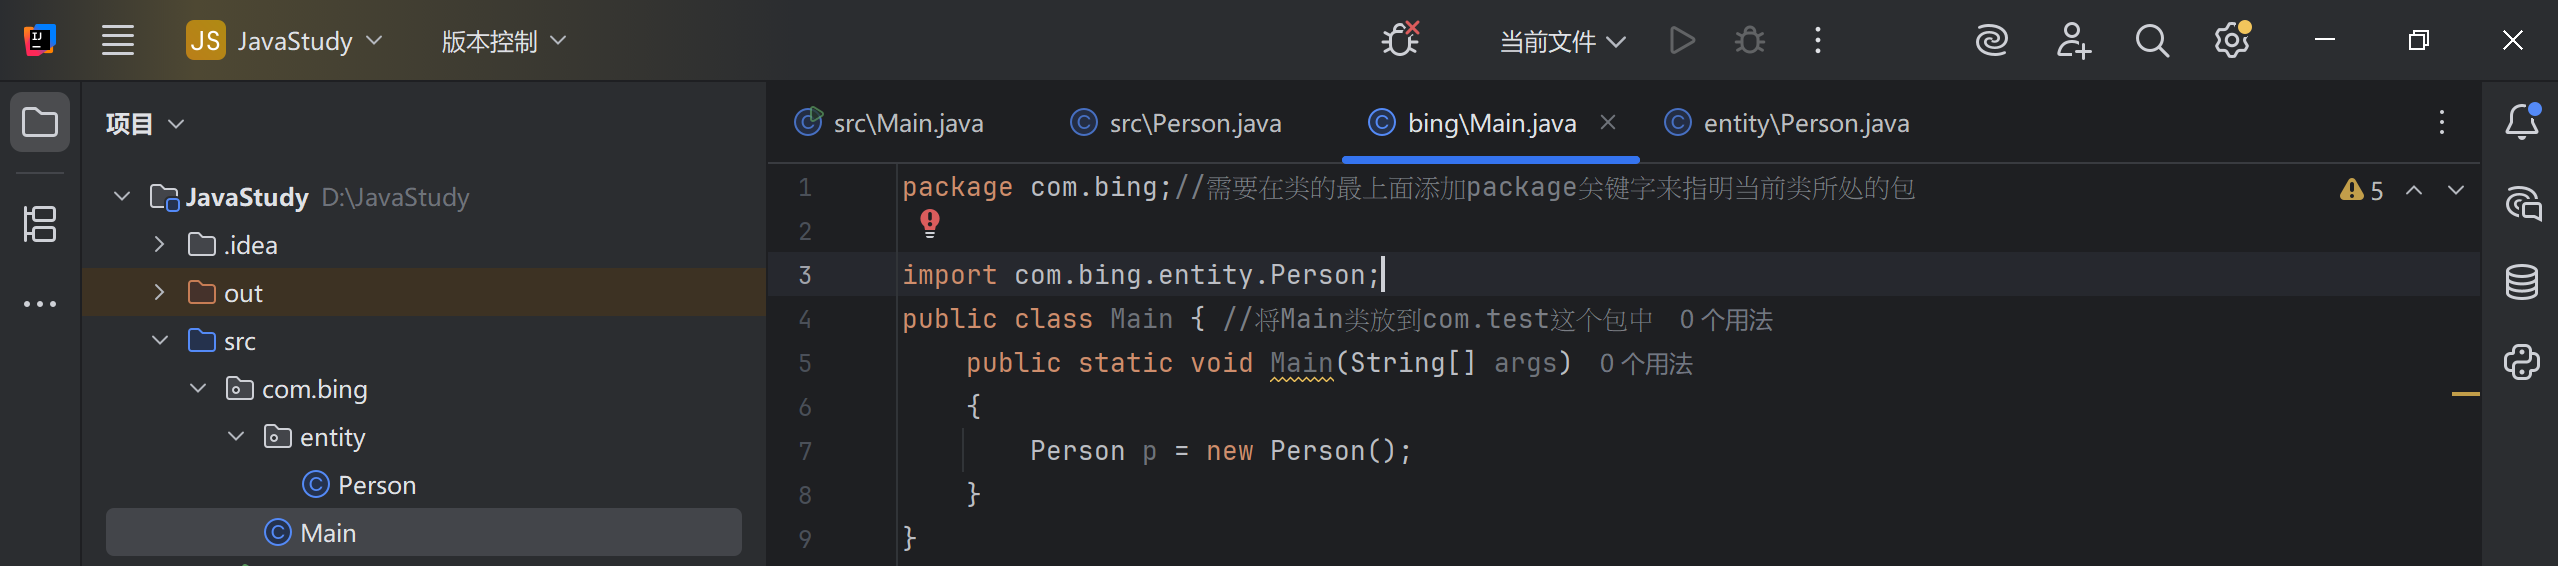 JS JavaStudy 版本控制 当前文件
项目
JavaStudy D:\JavaStudy
.idea
out
src
com.bing
entity
Person
Main
src\Main.java src\Person.java bing\Main.java entity\Person.java
1 package com.bing;//需要在类的最上面添加package关键字来指明当前类所处的包
5
2
3 import com.bing.entity.Person;
4 public class Main { //将Main类放到com.test这个包中 0 个用法
5 public static void Main(String[] args) 0 个用法
6 {
7 Person p = new Person();
8 }
9 }